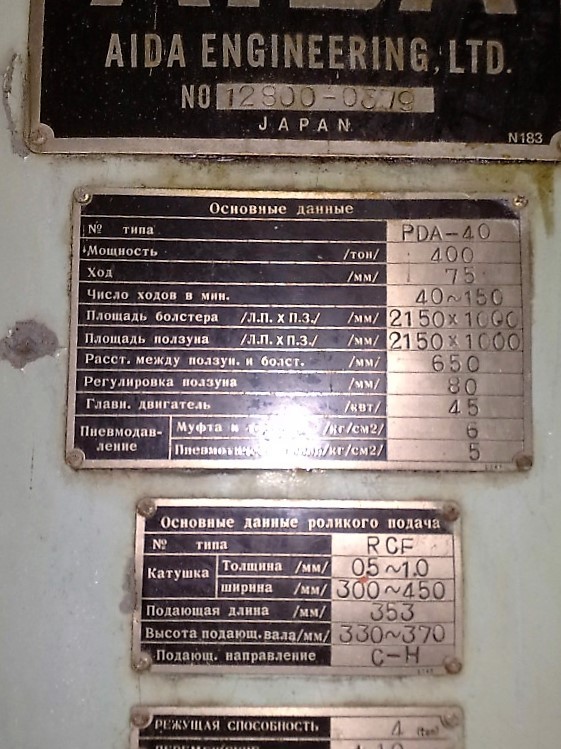 AIDA
AIDA ENGINEERING, LTD.
NO 12800-0379
JAPAN
N183
Основные данные
№ типа PDA-40
Мощность /тон/ 400
Ход /мм/ 75
Число ходов в мин. 40~150
Площадь болстера /Л.П. X П.З./ /мм/ 2150×1000
Площадь ползуна /Л.П. X П.З./ /мм/ 2150×1000
Расст. между ползун. и болст. /мм/ 650
Регулировка ползуна /мм/ 80
Главн. двигатель /квт/ 45
Пневмодав-
ление
Муфта и /кг/см2/ 6
/кг/см2/ 5
Основные данные роликого подача
№ типа RCF
Катушка
Толщина /мм/ 05~1.0
ширина /мм/ 300~450
Подающая длина /мм/ 353
Высота подающ. вала/мм/ 330~370
Подающ. направление C-H
РЕЖУЩАЯ СПОСОБНОСТЬ 4 (ton)